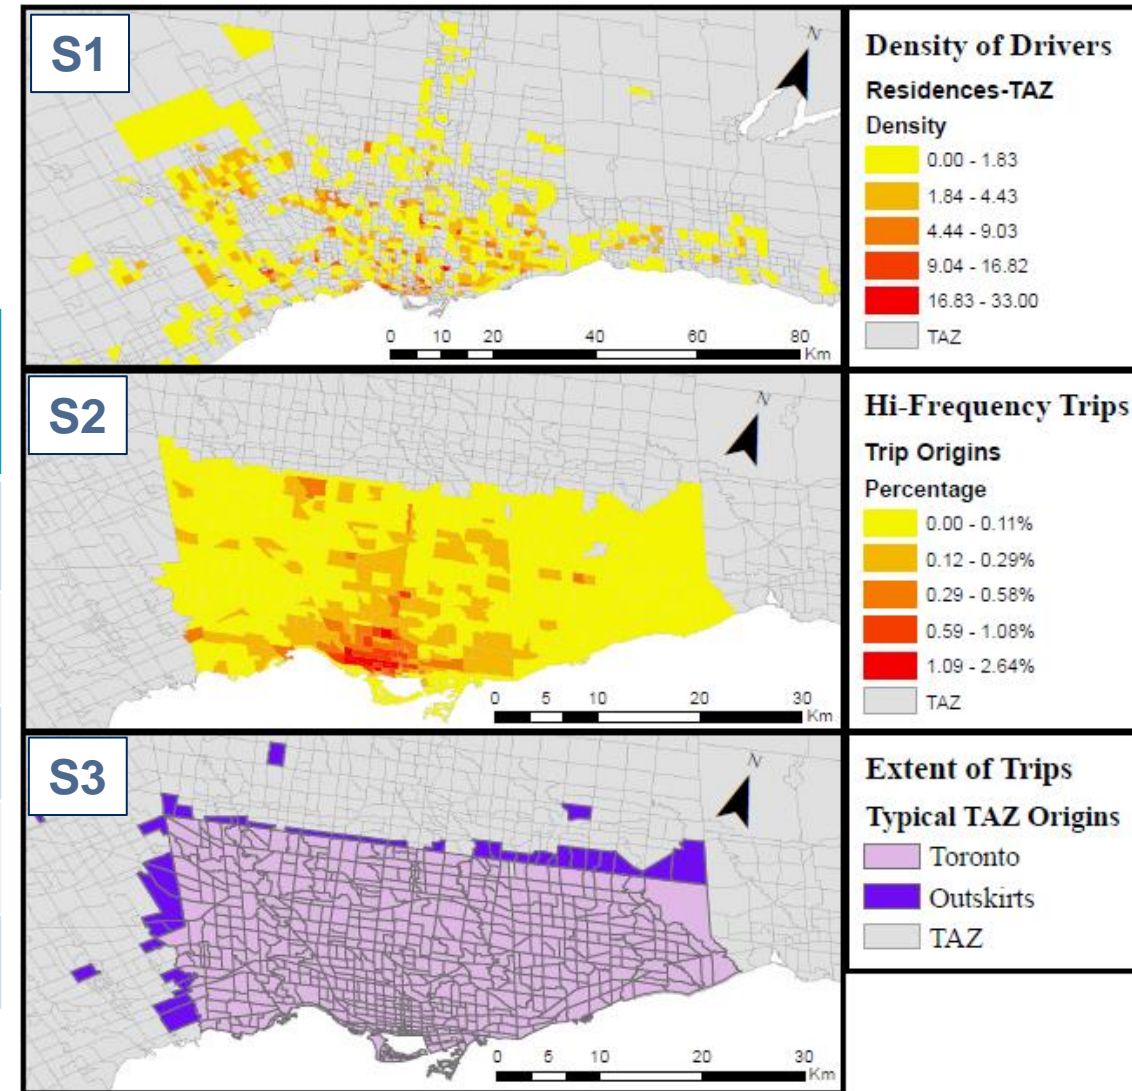 S1
N
0 10 20 40 60 80
Km
Density of Drivers
Residences-TAZ
Density
0.00 - 1.83
1.84 - 4.43
4.44 - 9.03
9.04 - 16.82
16.83 - 33.00
TAZ
S2
N
0 5 10 20 30
Km
Hi-Frequency Trips
Trip Origins
Percentage
0.00 - 0.11%
0.12 - 0.29%
0.29 - 0.58%
0.59 - 1.08%
1.09 - 2.64%
TAZ
S3
N
0 5 10 20 30
Km
Extent of Trips
Typical TAZ Origins
Toronto
Outskirts
TAZ